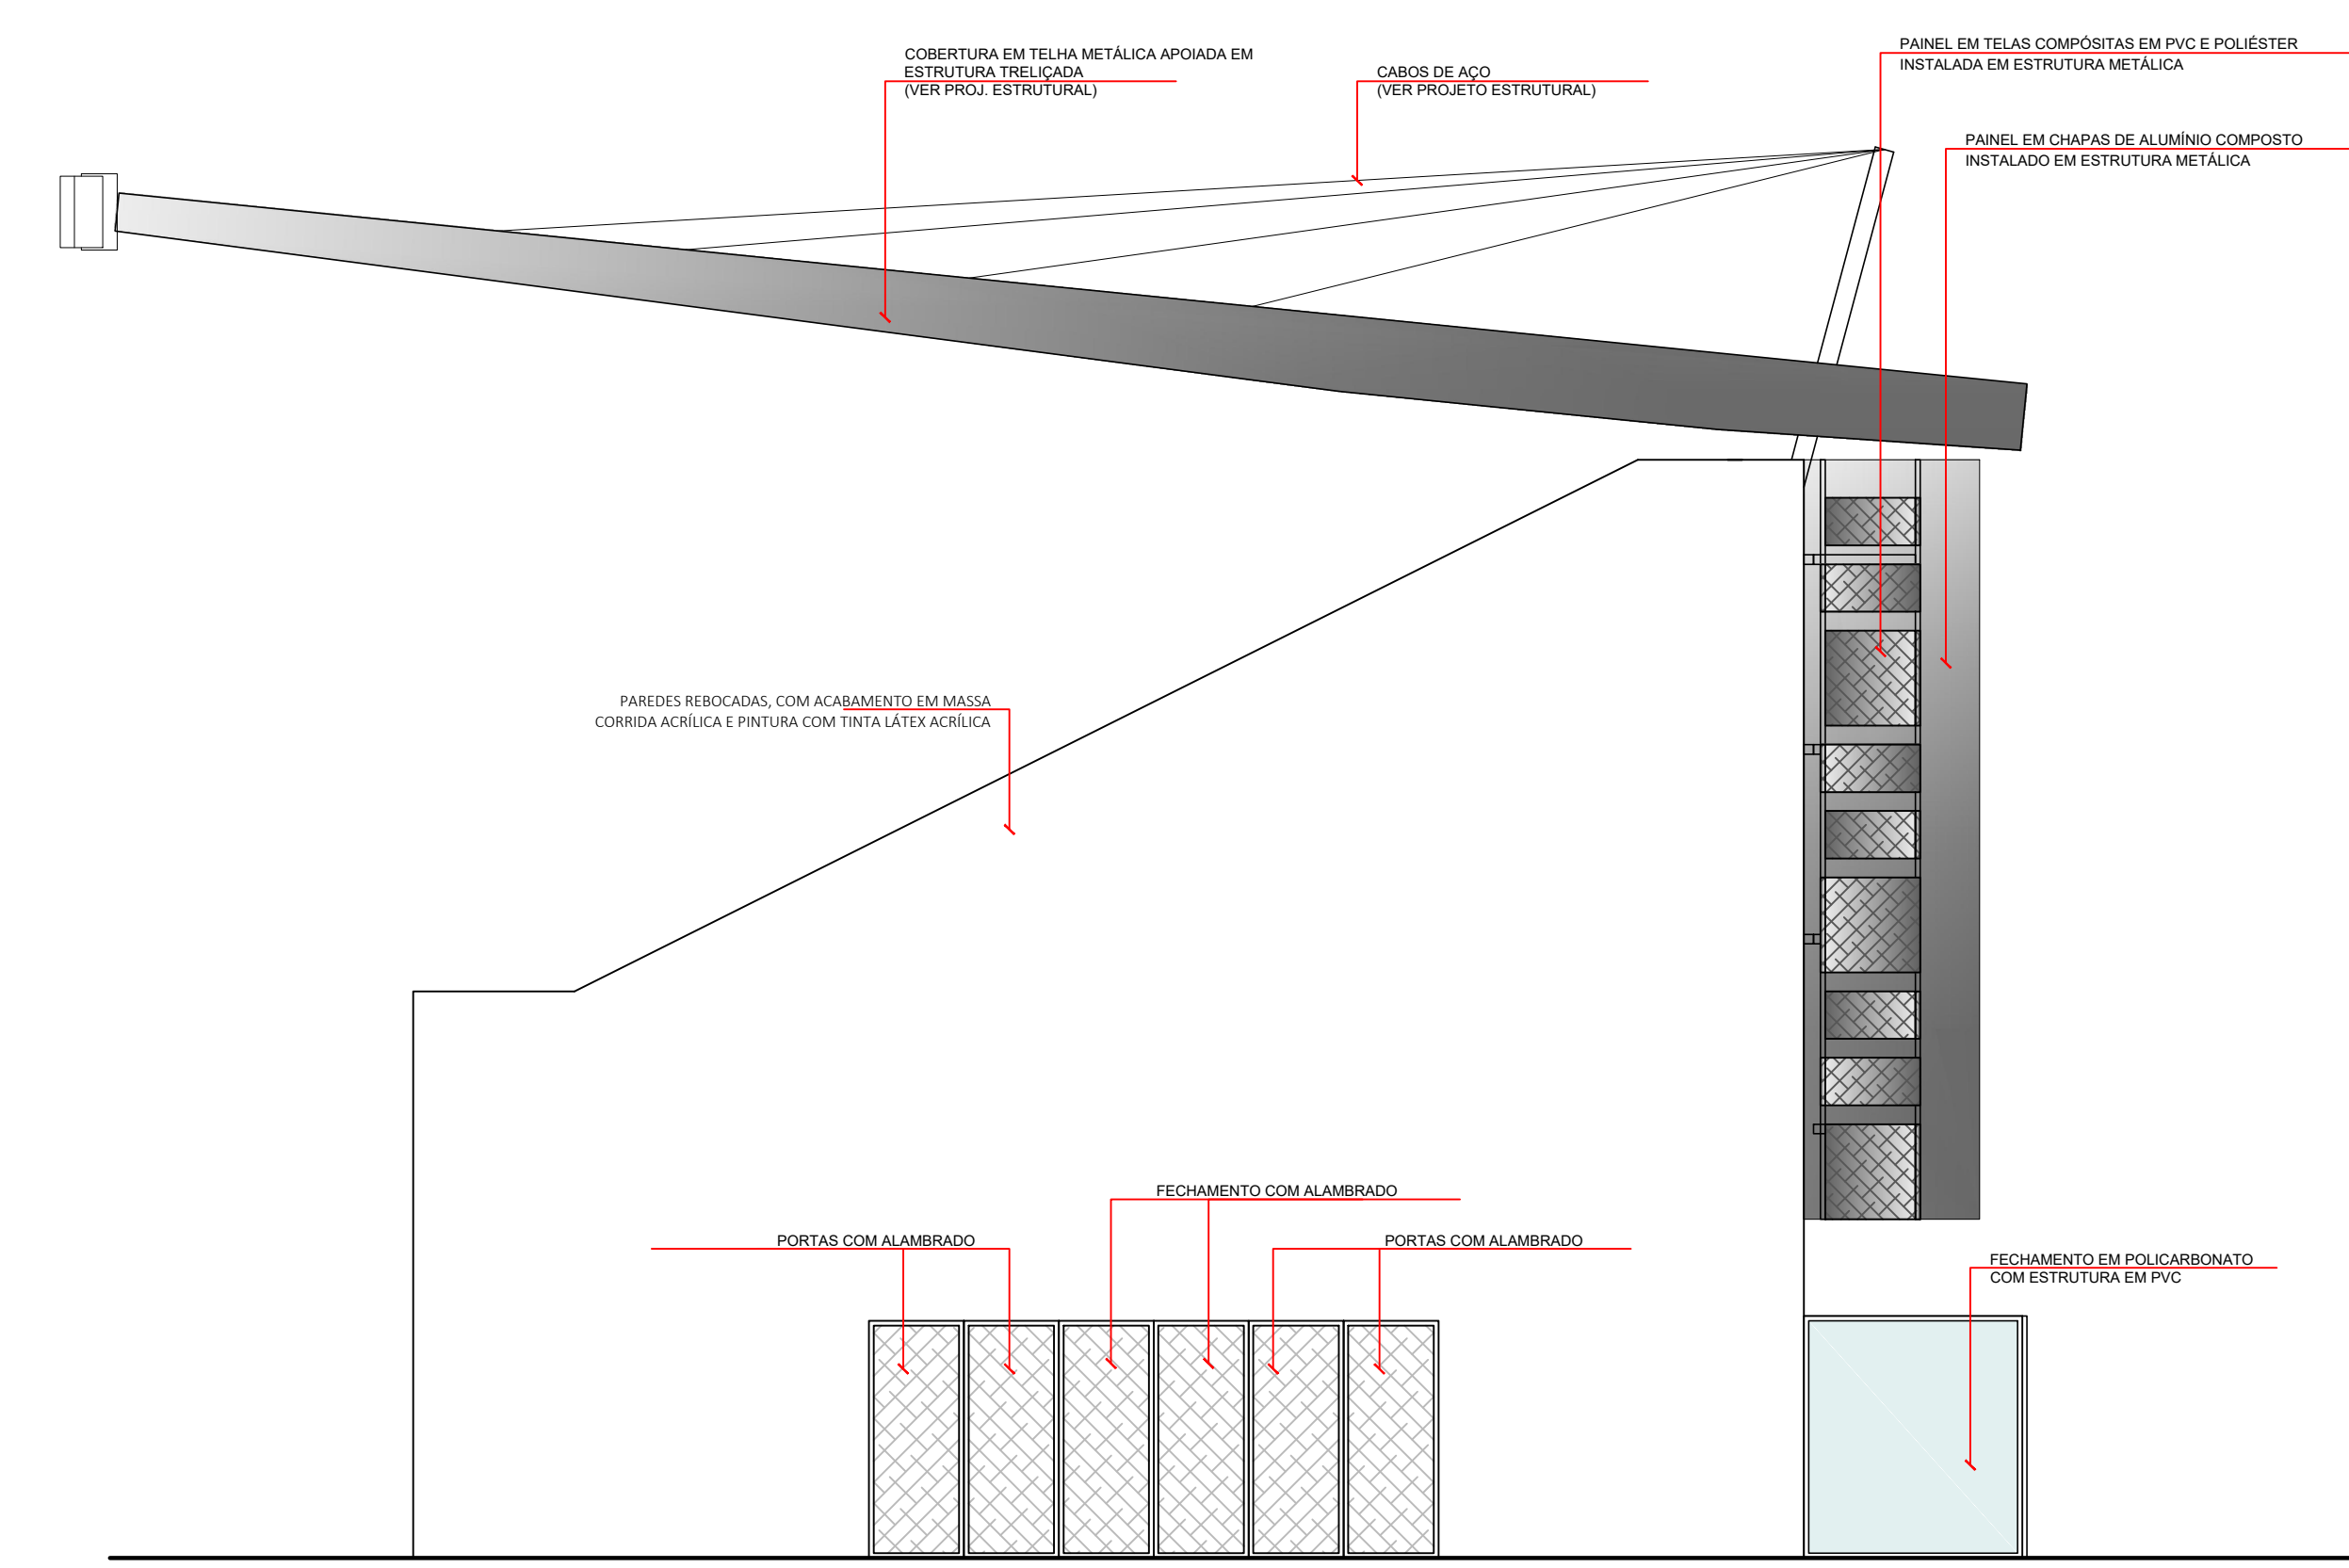 COBERTURA EM TELHA METÁLICA APOIADA EM
ESTRUTURA TRELIÇADA
(VER PROJ. ESTRUTURAL)
CABOS DE AÇO
(VER PROJETO ESTRUTURAL)
PAINEL EM TELAS COMPÓSITAS EM PVC E POLIÉSTER
INSTALADA EM ESTRUTURA METÁLICA
PAINEL EM CHAPAS DE ALUMÍNIO COMPOSTO
INSTALADO EM ESTRUTURA METÁLICA
PAREDES REBOCADAS, COM ACABAMENTO EM MASSA
CORRIDA ACRÍLICA E PINTURA COM TINTA LÁTEX ACRÍLICA
FECHAMENTO COM ALAMBRADO
PORTAS COM ALAMBRADO
PORTAS COM ALAMBRADO
FECHAMENTO EM POLICARBONATO
COM ESTRUTURA EM PVC